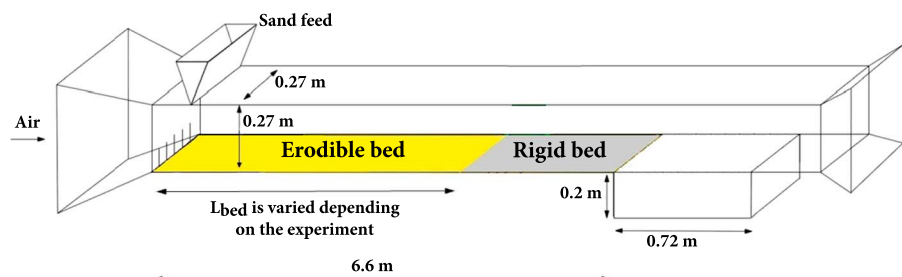 Sand feed
0.27 m
Air
0.27 m
Erodible bed
Rigid bed
0.2 m
Lbed is varied depending
on the experiment
0.72 m
6.6 m